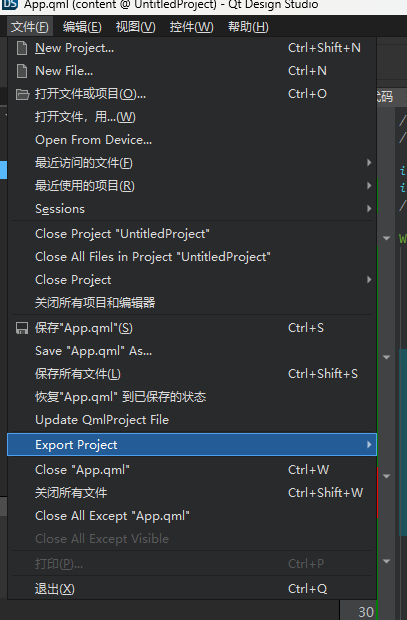 App.qml (content @ UntitledProject) - Qt Design Studio
文件(F) 编辑(E) 视图(V) 控件(W) 帮助(H)
New Project... Ctrl+Shift+N
New File... Ctrl+N
打开文件或项目(O)... Ctrl+O
代码
打开文件，用...(W)
Open From Device...
最近访问的文件(F)
最近使用的项目(R)
Sessions
Close Project "UntitledProject"
Close All Files in Project "UntitledProject"
Close Project
关闭所有项目和编辑器
保存"App.qml"(S) Ctrl+S
Save "App.qml" As...
保存所有文件(L) Ctrl+Shift+S
恢复"App.qml" 到已保存的状态
Update QmlProject File
Export Project
Close "App.qml" Ctrl+W
关闭所有文件 Ctrl+Shift+W
Close All Except "App.qml"
Close All Except Visible
打印(P)... Ctrl+P
退出(X) Ctrl+Q
30